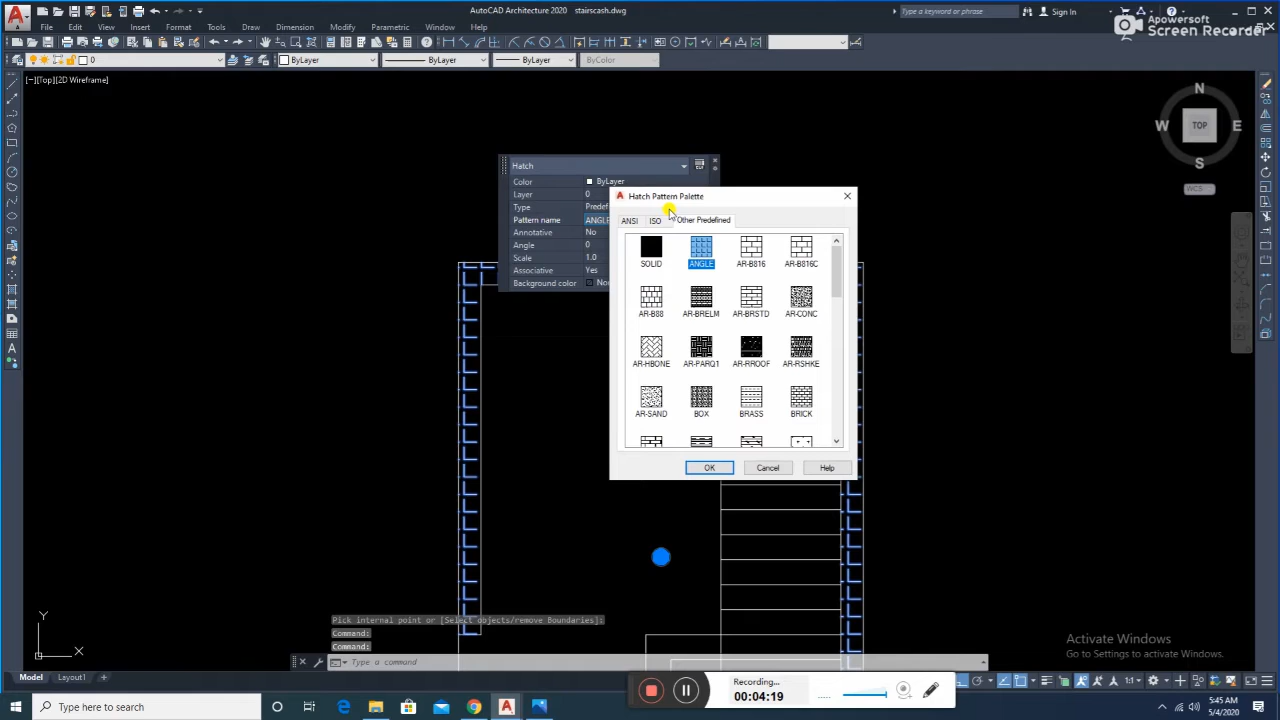 AutoCAD Architecture 2020 stairscash.dwg
Type a keyword or phrase
Sign In
Apowersoft
Screen Recorder
File Edit View Insert Format Tools Draw Dimension Modify Parametric Window Help
0
ByLayer
ByLayer
ByLayer
ByColor
[−][Top][2D Wireframe]
N
W TOP E
S
WCS
Hatch
Color ByLayer
Layer 0
Type Predef
Pattern name ANGLE
Annotative No
Angle 0
Scale 1.0
Associative Yes
Background color
Hatch Pattern Palette
ANSI ISO Other Predefined
SOLID ANGLE AR-B816 AR-B816C
AR-B88 AR-BRELM AR-BRSTD AR-CONC
AR-HBONE AR-PARQ1 AR-RROOF AR-RSHKE
AR-SAND BOX BRASS BRICK
OK Cancel Help
Pick internal point or [Select objects/remove Boundaries]:
Command:
Command:
Type a command
Y
X
Activate Windows
Go to Settings to activate Windows.
Model Layout1 +
1:1
Recording...
00:04:19
Type here to search
5:45 AM
5/4/2020